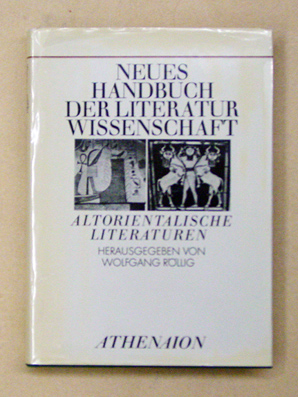 NEUES
HANDBUCH
DER LITERATUR
WISSENSCHAFT
ALTORIENTALISCHE
LITERATUREN
HERAUSGEGEBEN VON
WOLFGANG RÖLLIG
ATHENAION